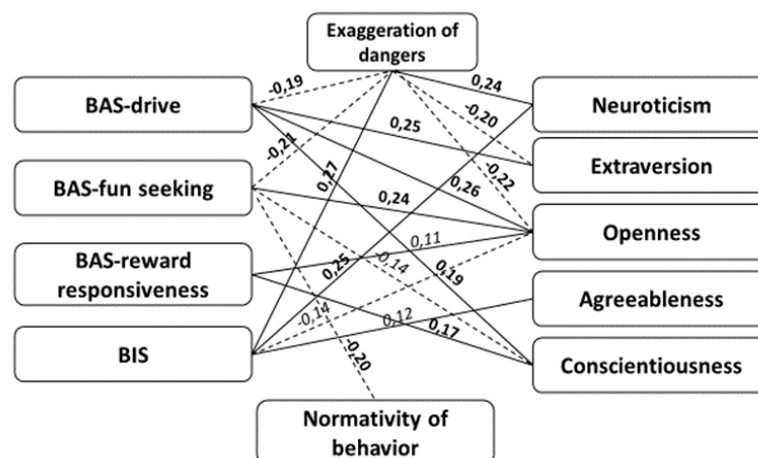 Exaggeration of
dangers
-0,19
0,24
BAS-drive
Neuroticism
-0,20
0,25
-0,21
Extraversion
0,27
0,26
-0,22
BAS-fun seeking
0,24
Openness
0,11
BAS-reward
responsiveness
0,25
-0,14
0,19
Agreeableness
-0,14
0,12
0,17
BIS
-0,20
Conscientiousness
Normativity of
behavior